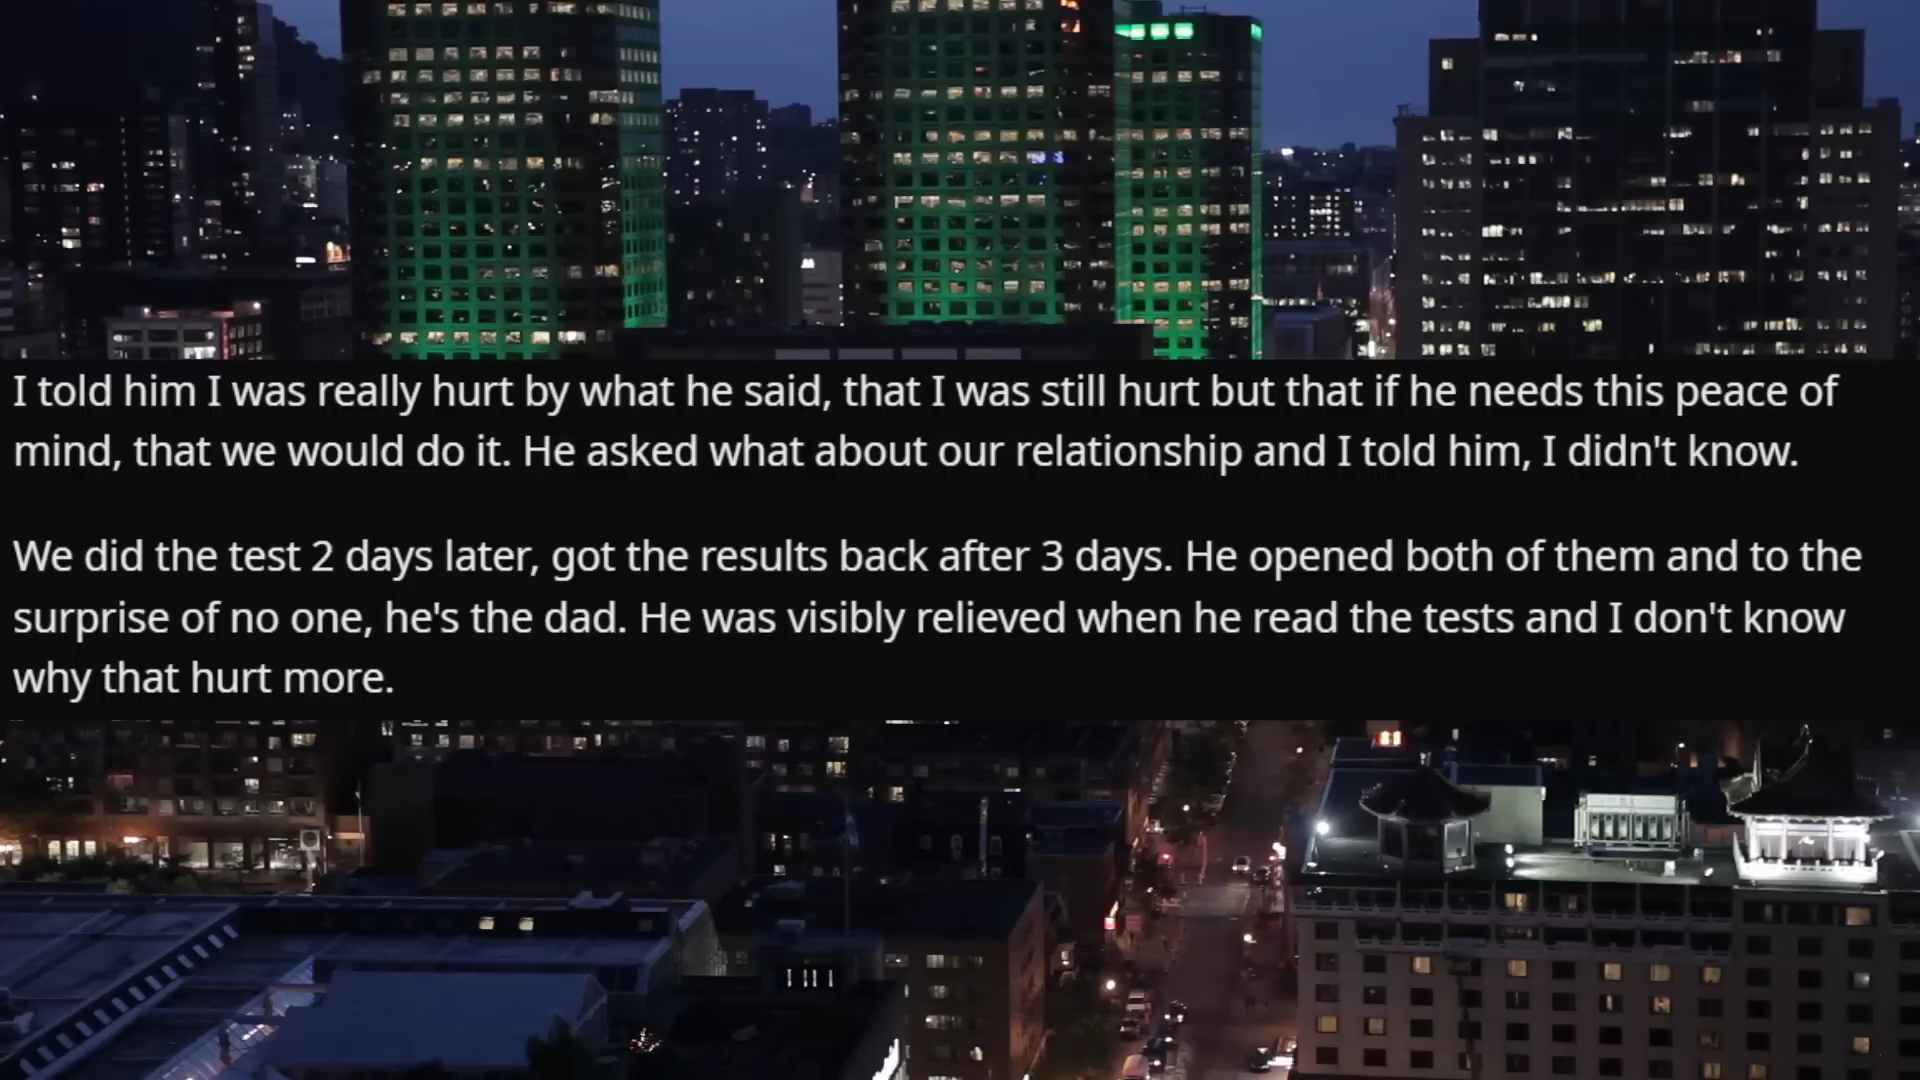 I told him I was really hurt by what he said, that I was still hurt but that if he needs this peace of
mind, that we would do it. He asked what about our relationship and I told him, I didn't know.
We did the test 2 days later, got the results back after 3 days. He opened both of them and to the
surprise of no one, he's the dad. He was visibly relieved when he read the tests and I don't know
why that hurt more.